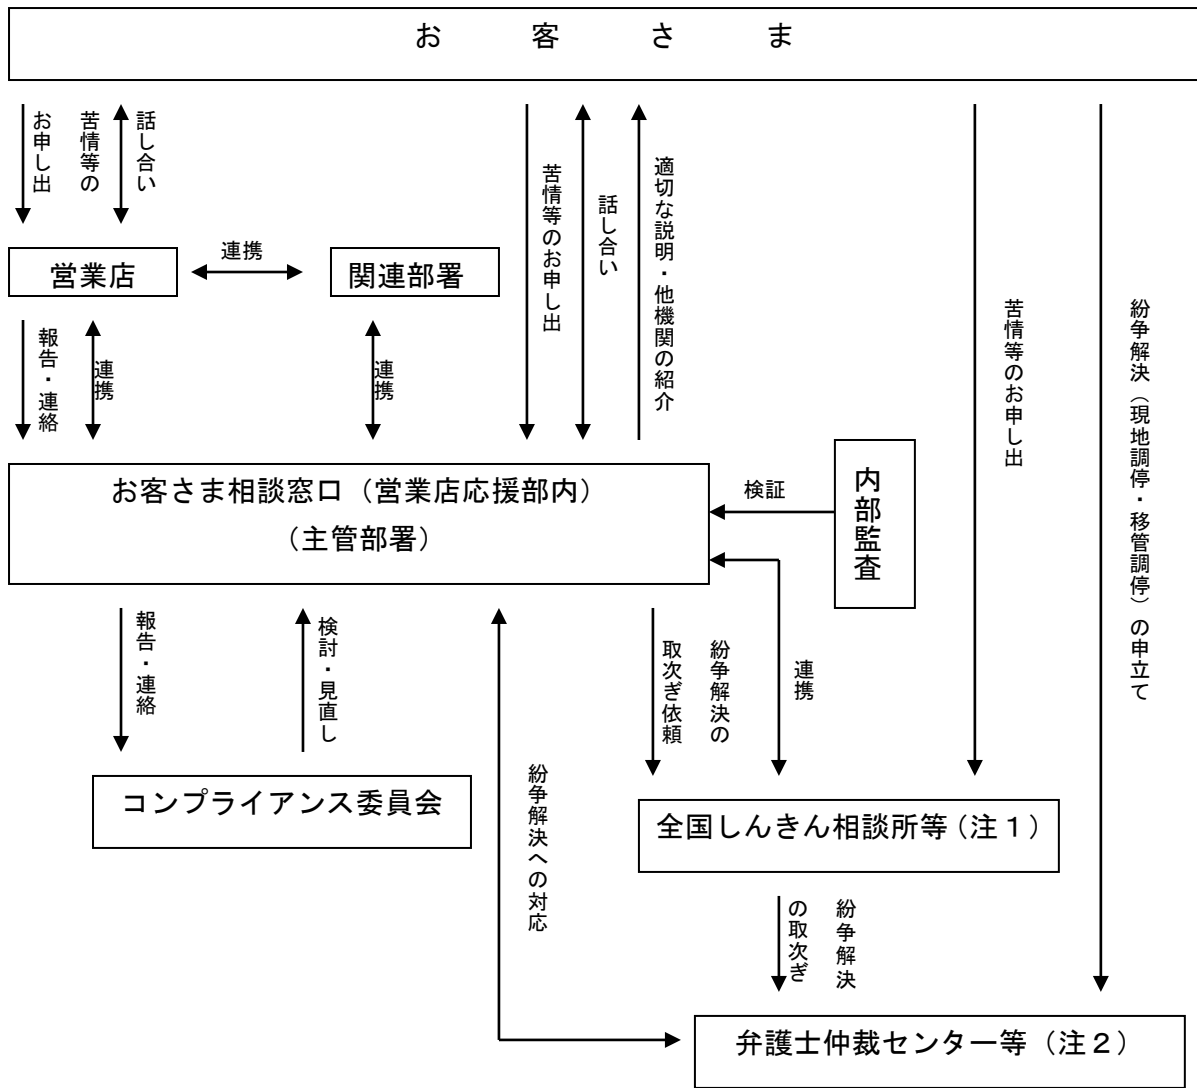 お客さま
苦情等の
お申し出
話し合い
苦情等のお申し出
話し合い
適切な説明・他機関の紹介
苦情等のお申し出
紛争解決（現地調停・移管調停）の申立て
営業店
連携
関連部署
報告・連絡
連携
連携
お客さま相談窓口（営業店応援部内）
（主管部署）
検証
内部監査
報告・連絡
検討・見直し
紛争解決への対応
紛争解決の
取次ぎ依頼
連携
コンプライアンス委員会
全国しんきん相談所等（注１）
紛争解決
の取次ぎ
弁護士仲裁センター等（注２）